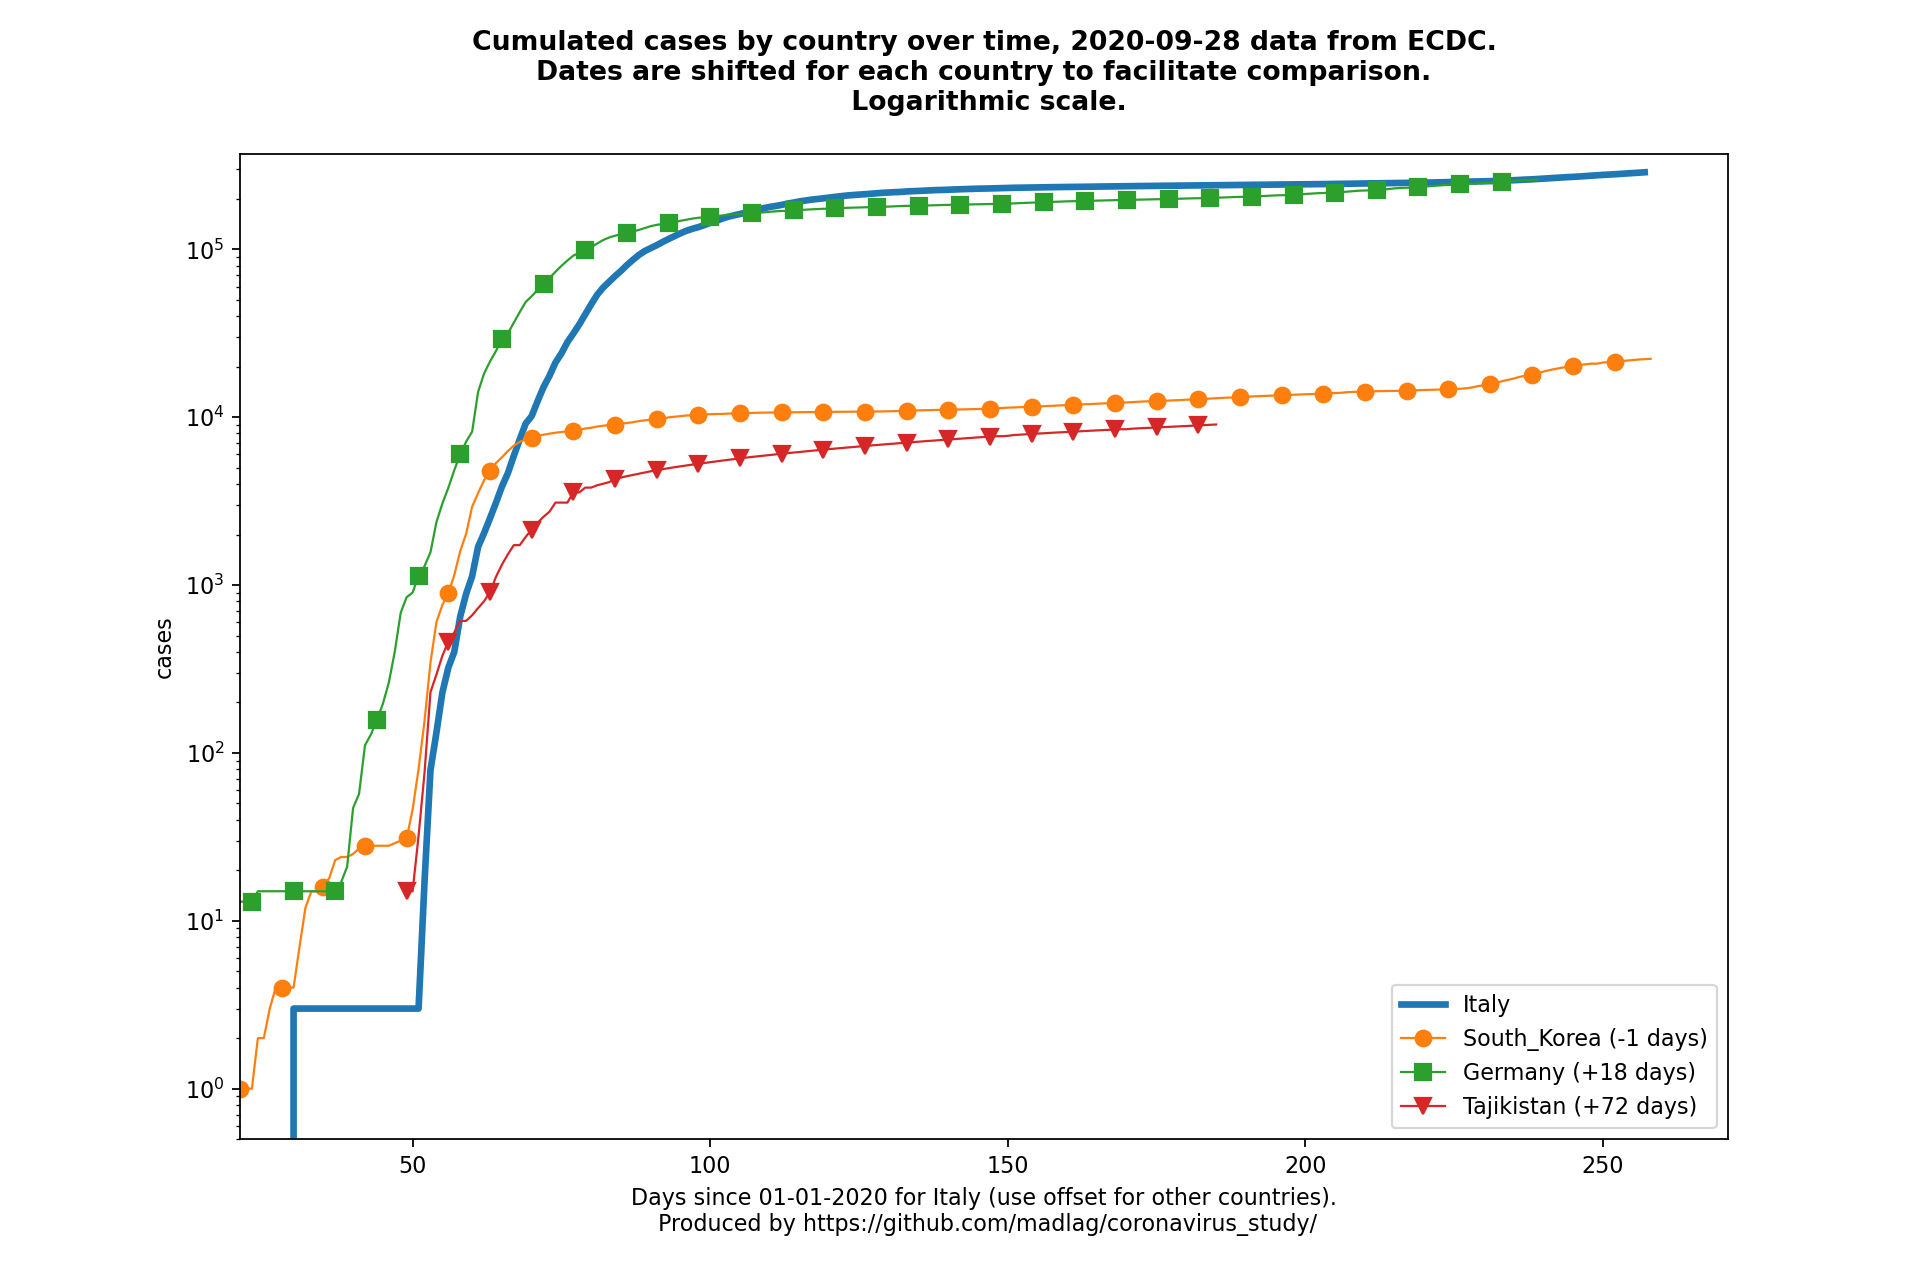 Cumulated cases by country over time, 2020-09-28 data from ECDC.
Dates are shifted for each country to facilitate comparison.
Logarithmic scale.
10^5
10^4
10^3
10^2
10^1
10^0
cases
Italy
South_Korea (-1 days)
Germany (+18 days)
Tajikistan (+72 days)
50
100
150
200
250
Days since 01-01-2020 for Italy (use offset for other countries).
Produced by https://github.com/madlag/coronavirus_study/